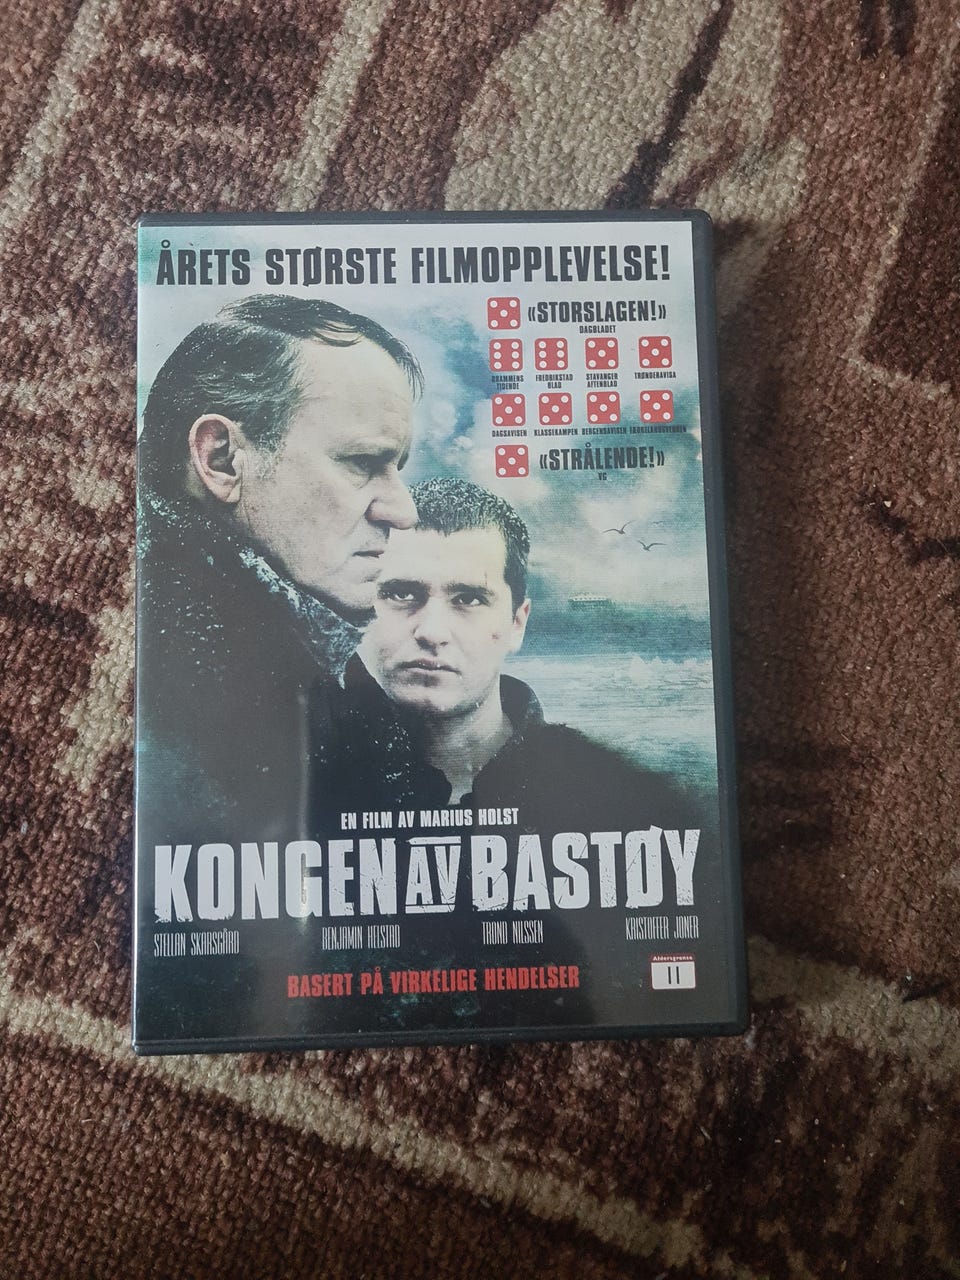 ÅRETS STØRSTE FILMOPPLEVELSE!
«STORSLAGEN!»
DAGBLADET
DRAMMENS TIDENDE
FREDRIKSTAD BLAD
STAVANGER AFTENBLAD
TRØNDERAVISA
DAGSAVISEN
KLASSEKAMPEN
BERGENSAVISEN
FÆDRELANDSVENNEN
«STRÅLENDE!»
VG
EN FILM AV MARIUS HOLST
KONGEN AV BASTØY
STELLAN SKARSGÅRD
BENJAMIN HELSTAD
TROND NILSSEN
KRISTOFFER JONER
BASERT PÅ VIRKELIGE HENDELSER
Aldersgrense
11